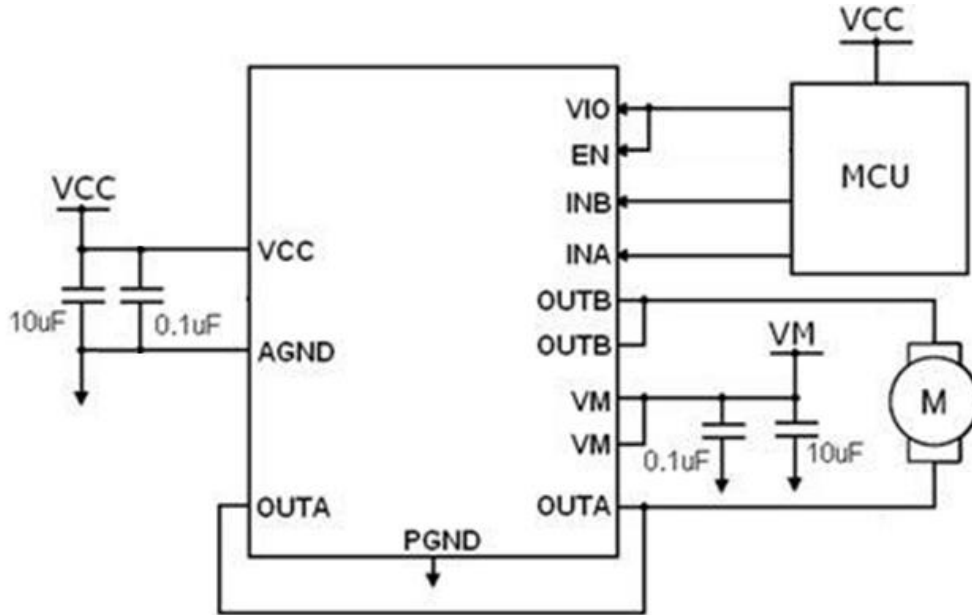 VCC
VIO
EN
MCU
INB
VCC
VCC
INA
10uF
0.1uF
OUTB
AGND
OUTB
VM
VM
M
VM
0.1uF
10uF
OUTA
OUTA
PGND